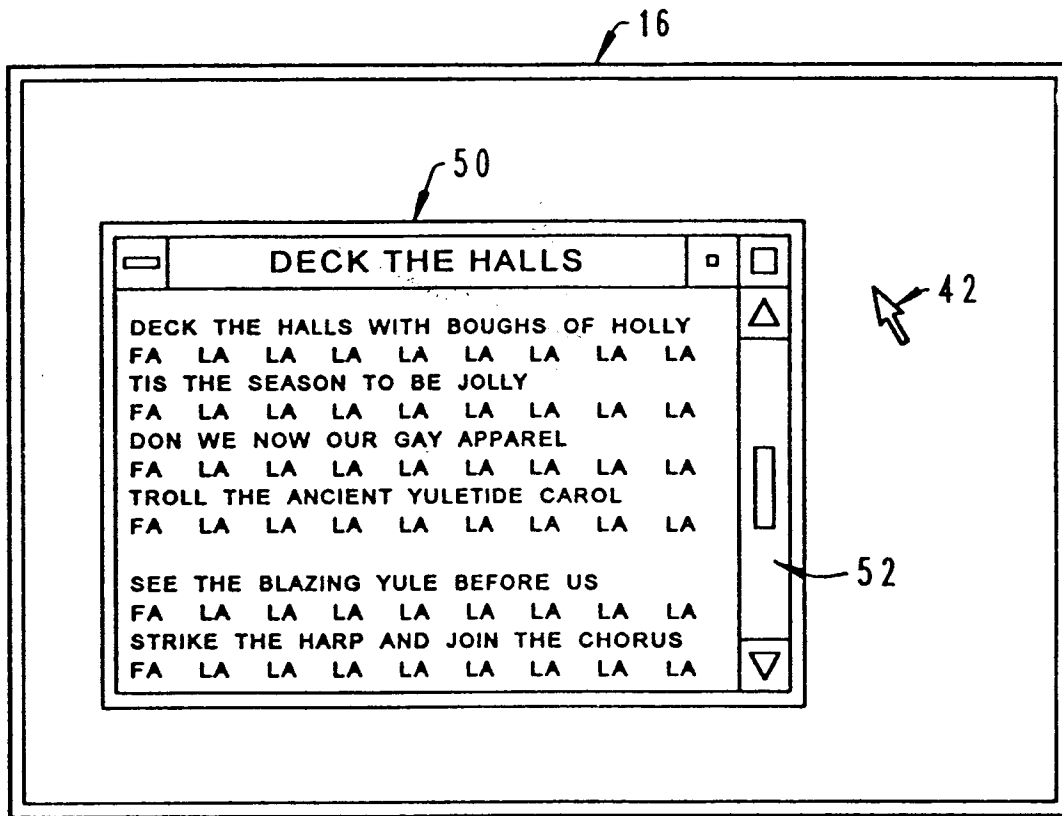 16
50
DECK THE HALLS
42
DECK THE HALLS WITH BOUGHS OF HOLLY
FA LA LA LA LA LA LA LA LA
TIS THE SEASON TO BE JOLLY
FA LA LA LA LA LA LA LA LA
DON WE NOW OUR GAY APPAREL
FA LA LA LA LA LA LA LA LA
TROLL THE ANCIENT YULETIDE CAROL
FA LA LA LA LA LA LA LA LA
52
SEE THE BLAZING YULE BEFORE US
FA LA LA LA LA LA LA LA LA
STRIKE THE HARP AND JOIN THE CHORUS
FA LA LA LA LA LA LA LA LA